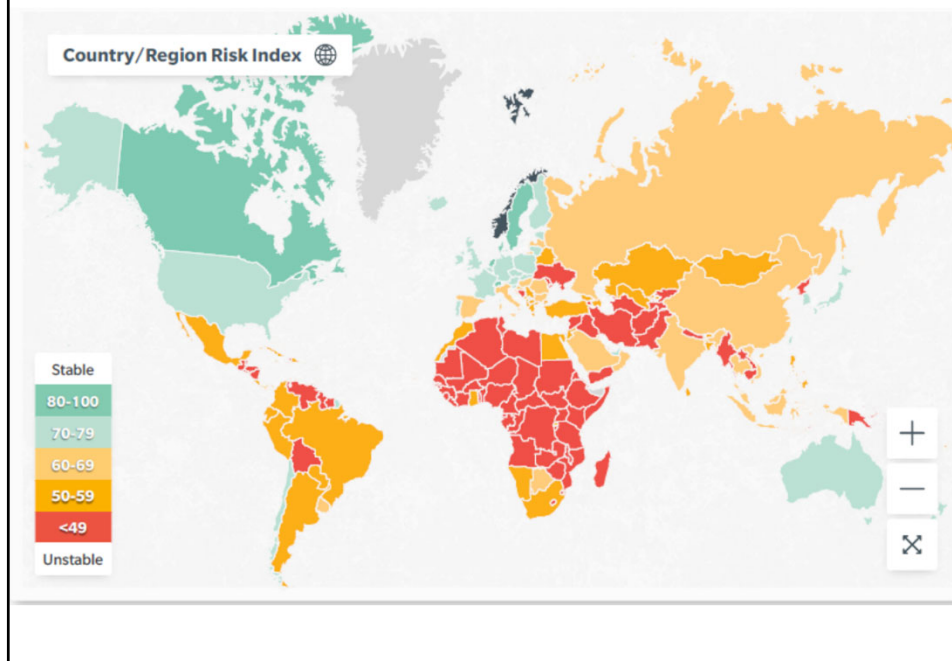 Country/Region Risk Index
Stable
80-100
70-79
60-69
50-59
<49
Unstable